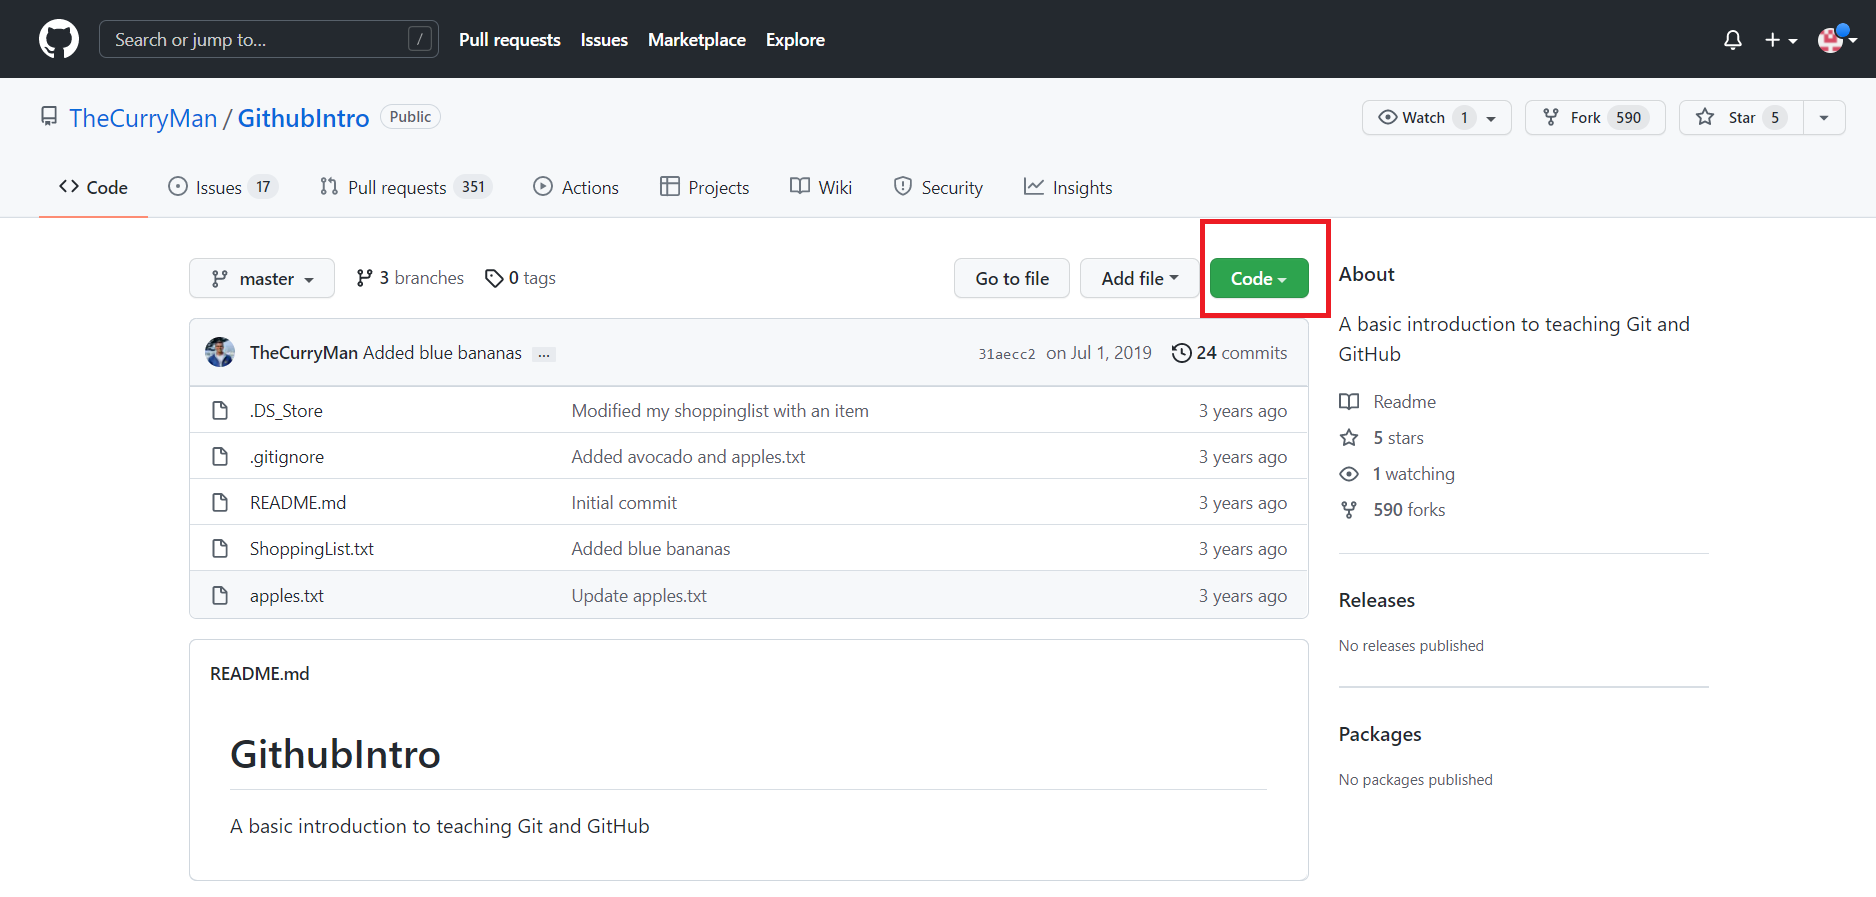 Search or jump to... /
Pull requests Issues Marketplace Explore
TheCurryMan / GithubIntro Public
Watch 1 Fork 590 Star 5
Code Issues 17 Pull requests 351 Actions Projects Wiki Security Insights
master 3 branches 0 tags Go to file Add file Code
TheCurryMan Added blue bananas ... 31aecc2 on Jul 1, 2019 24 commits
.DS_Store Modified my shoppinglist with an item 3 years ago
.gitignore Added avocado and apples.txt 3 years ago
README.md Initial commit 3 years ago
ShoppingList.txt Added blue bananas 3 years ago
apples.txt Update apples.txt 3 years ago
README.md
GithubIntro
A basic introduction to teaching Git and GitHub
About
A basic introduction to teaching Git and
GitHub
Readme
5 stars
1 watching
590 forks
Releases
No releases published
Packages
No packages published